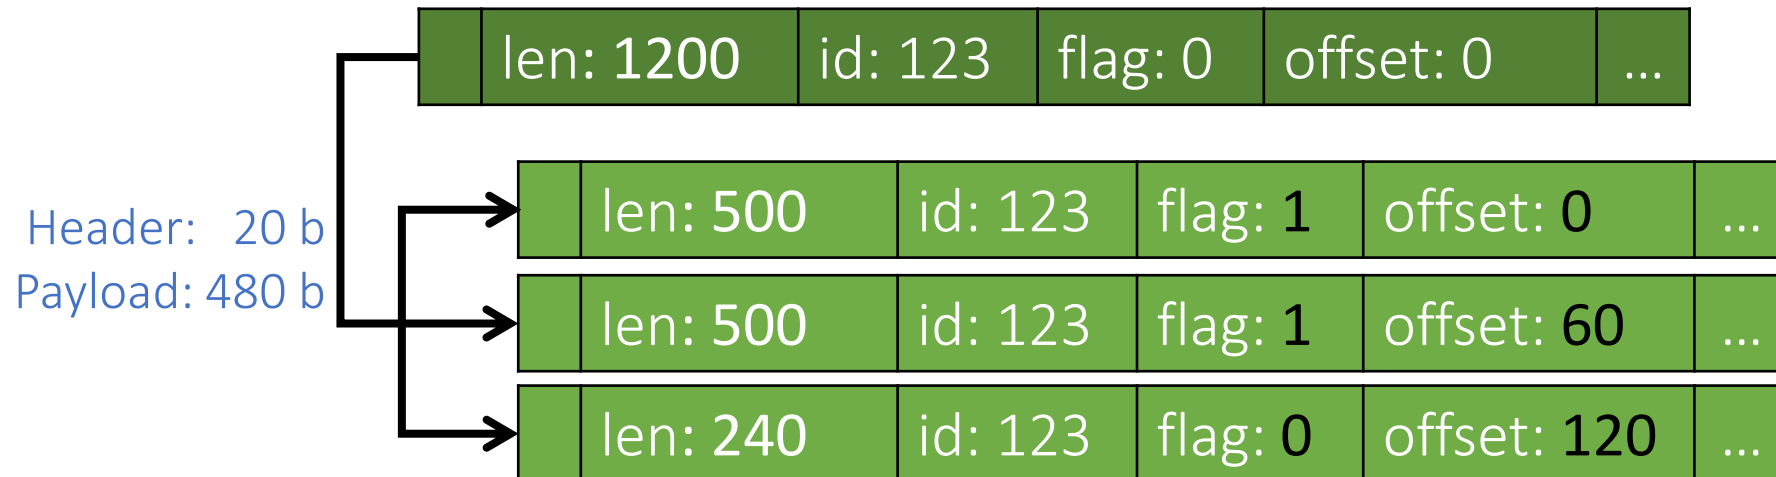 len: 1200 id: 123 flag: 0 offset: 0 ...
len: 500 id: 123 flag: 1 offset: 0 ...
Header: 20 b
Payload: 480 b
len: 500 id: 123 flag: 1 offset: 60 ...
len: 240 id: 123 flag: 0 offset: 120 ...